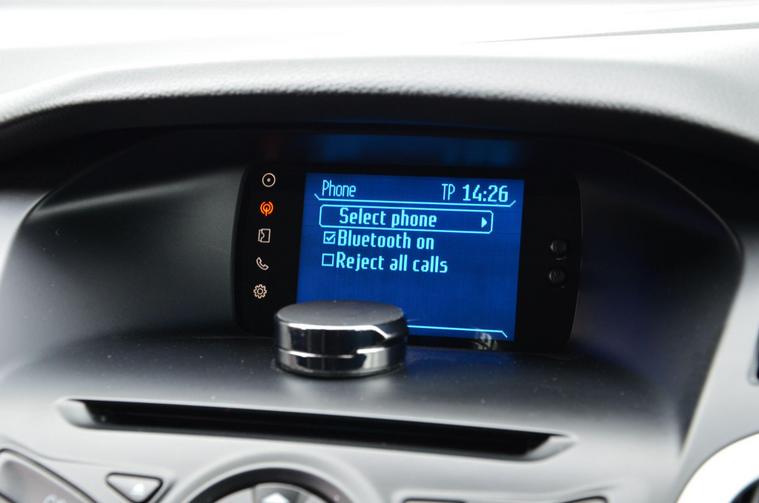 Phone TP 14:26
Select phone
Bluetooth on
Reject all calls